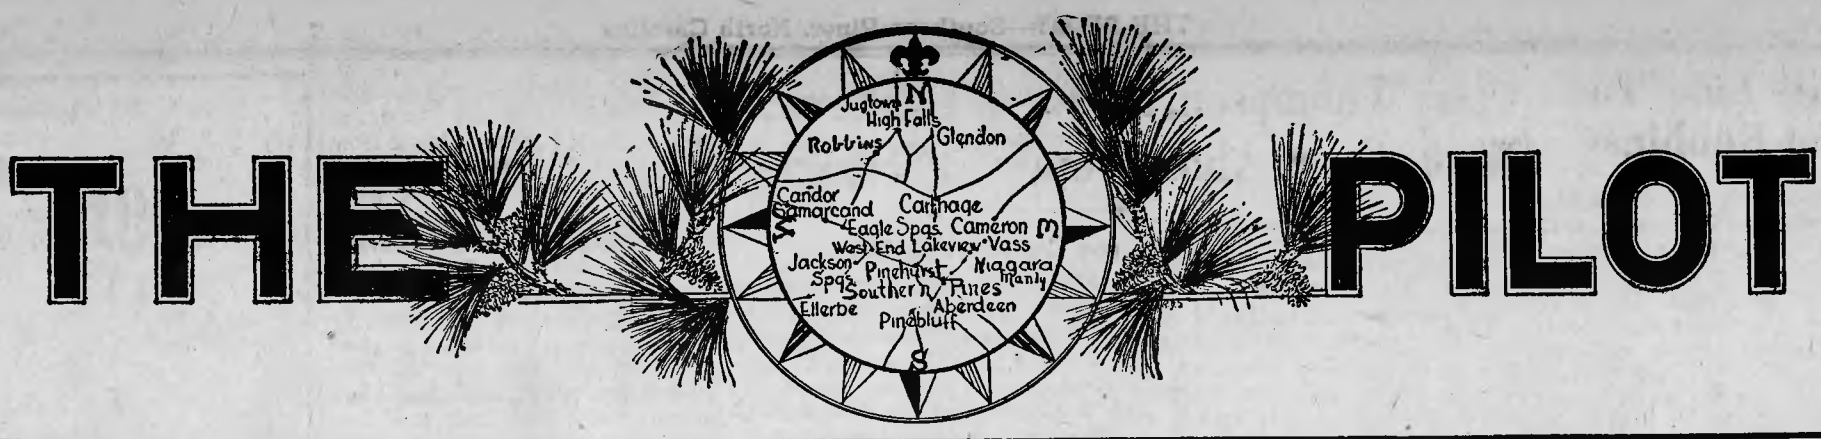 THE PILOT
N
Jugtown
High Falls
Robbins Glendon
Candor
Samarcand Carthage
W Eagle Spgs. Cameron E
West End Lakeview Vass
Jackson Spgs. Pinehurst Niagara
Manly
Southern Pines
Ellerbe Aberdeen
Pinebluff
S